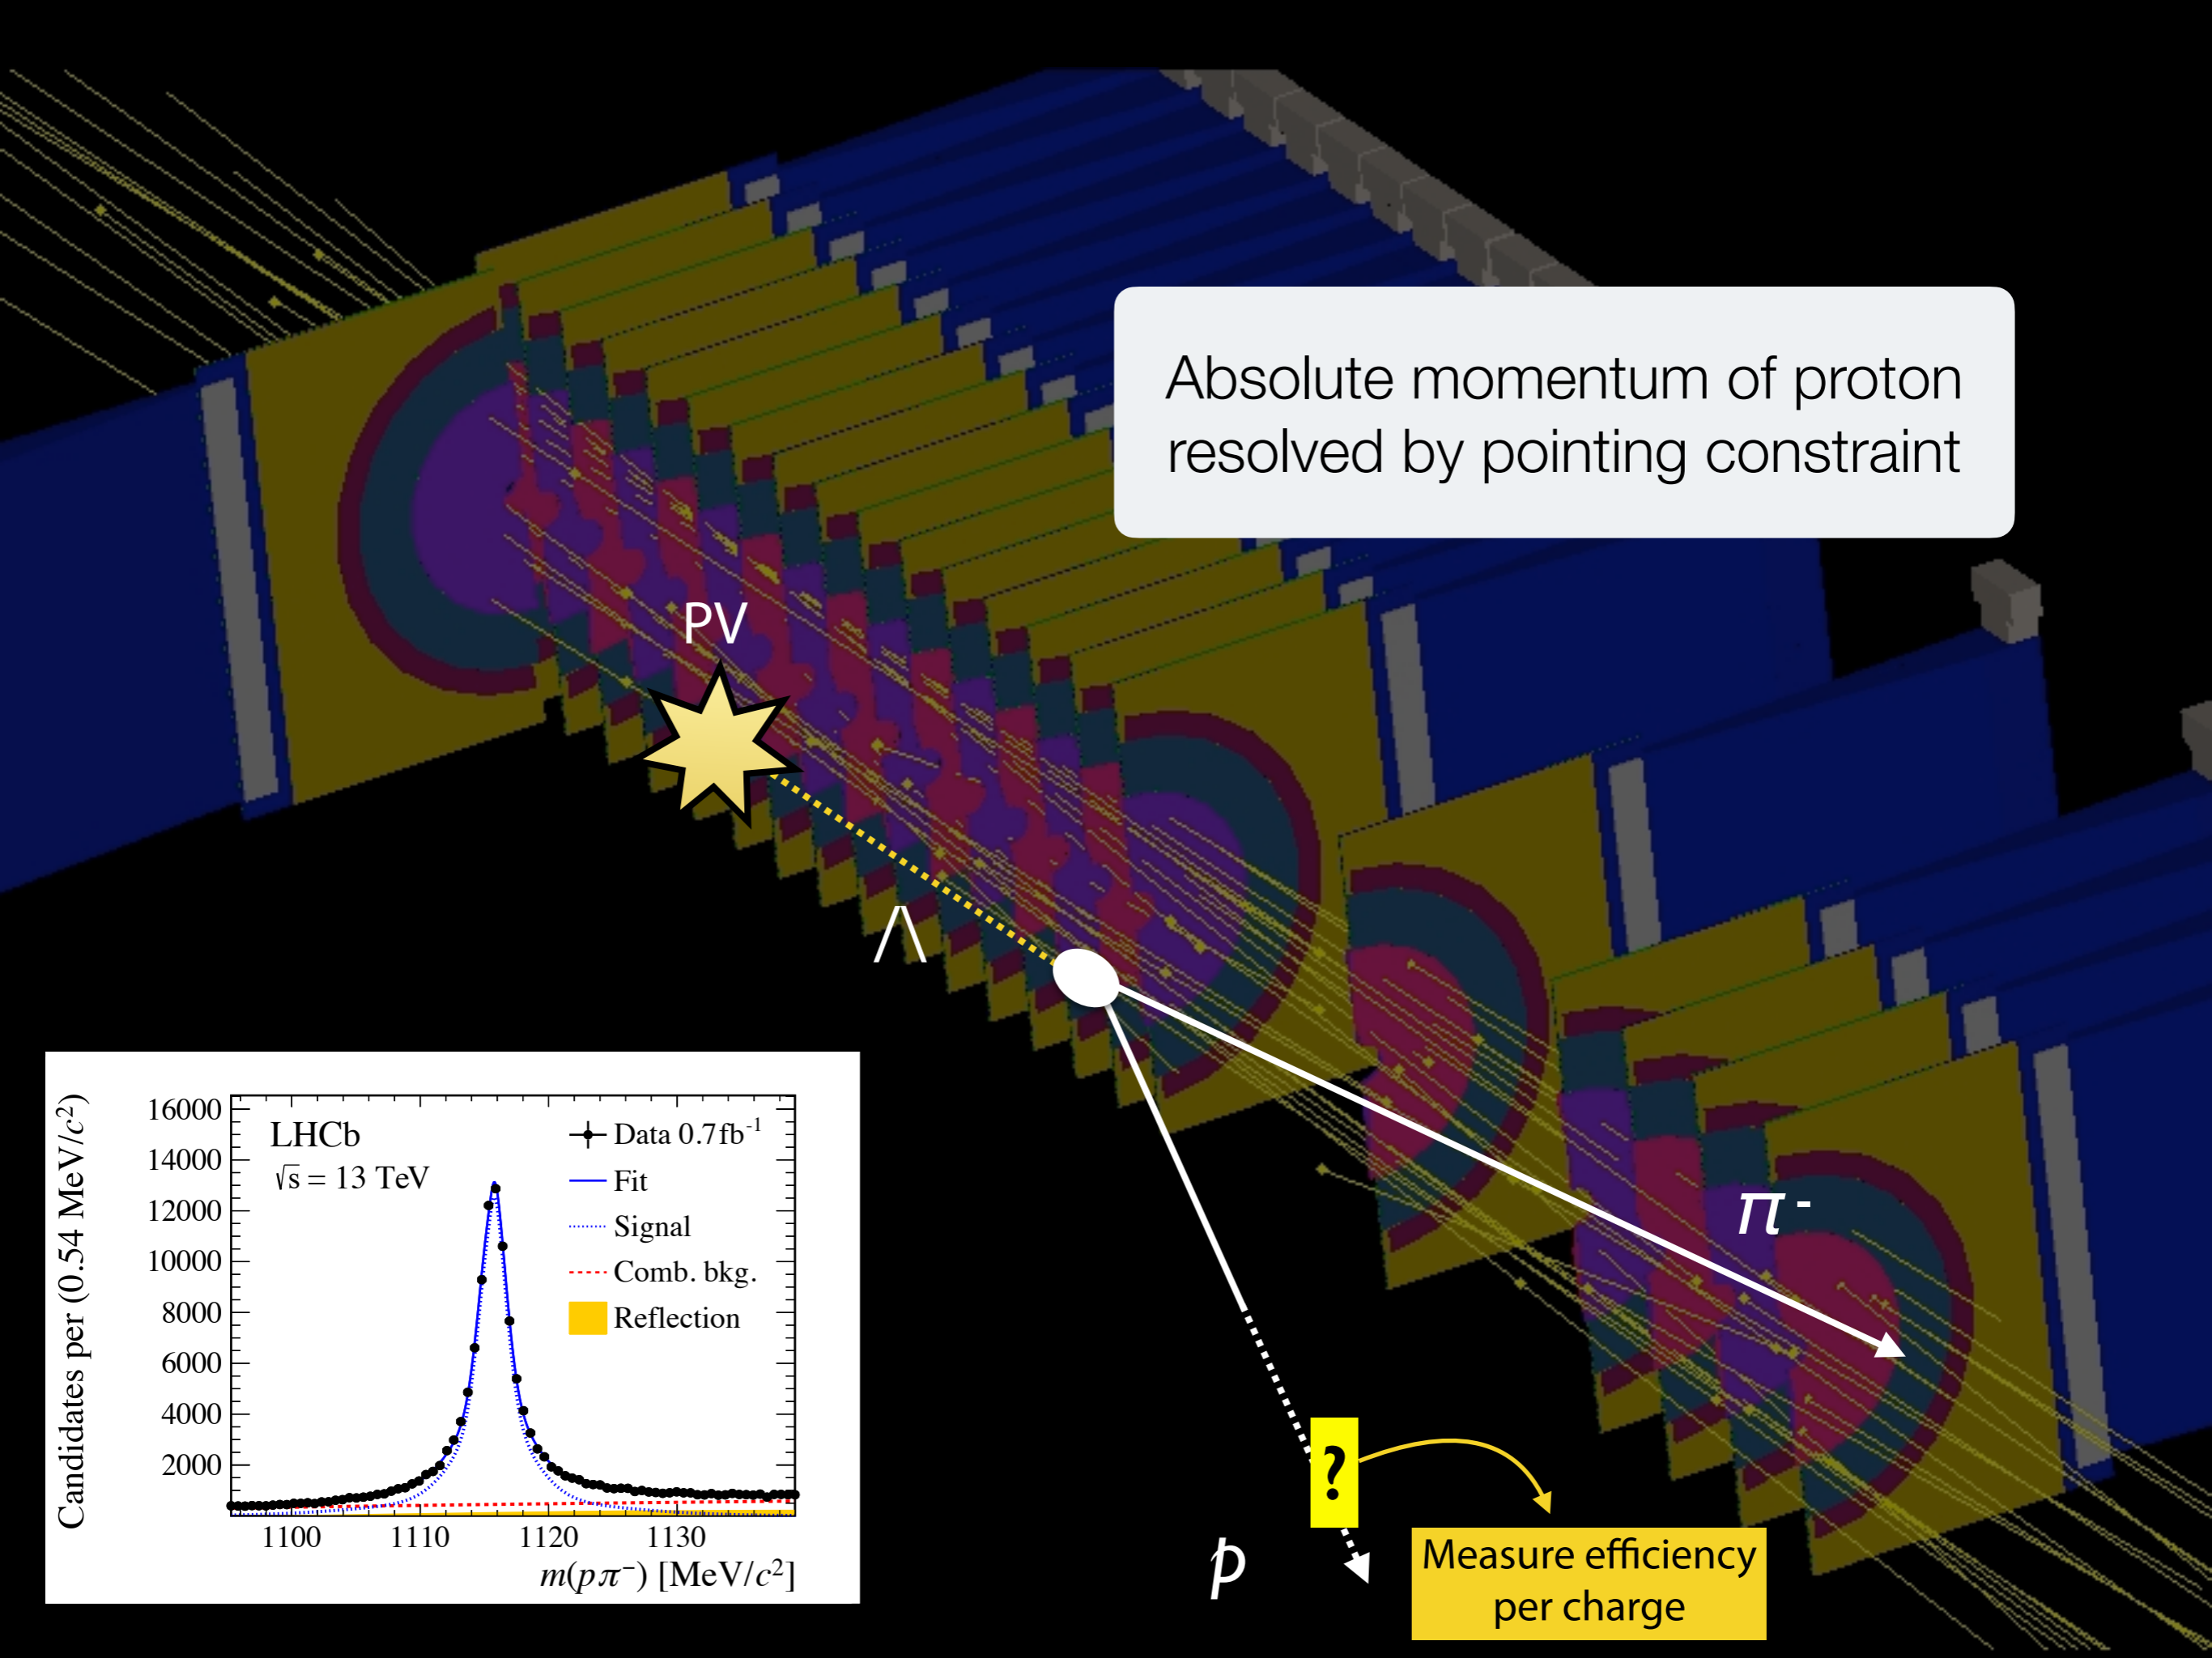 Absolute momentum of proton
resolved by pointing constraint
PV
Λ
π -
?
p
Measure efficiency
per charge
Candidates per (0.54 MeV/c²)
16000
14000
12000
10000
8000
6000
4000
2000
LHCb
√s = 13 TeV
Data 0.7fb⁻¹
Fit
Signal
Comb. bkg.
Reflection
1100 1110 1120 1130
m(pπ⁻) [MeV/c²]